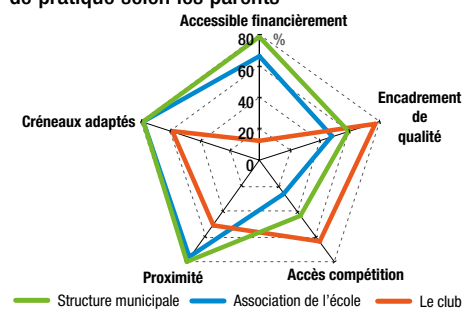 de pratique selon les parents
Accessible financièrement
80
%
60
40
20
0
Encadrement
de
qualité
Créneaux adaptés
Proximité
Accès compétition
Structure municipale
Association de l'école
Le club